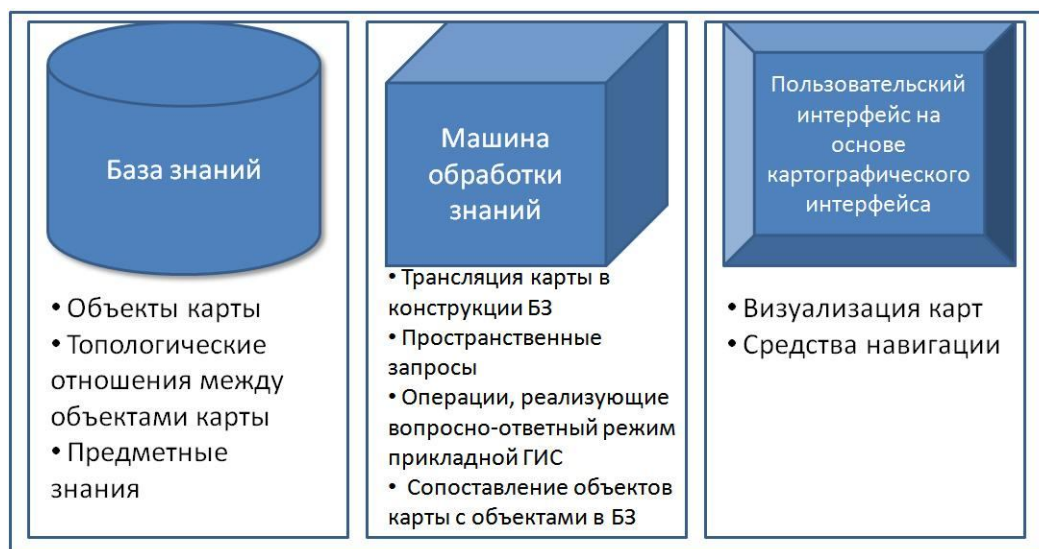 База знаний
• Объекты карты
• Топологические
отношения между
объектами карты
• Предметные
знания
Машина
обработки
знаний
• Трансляция карты в
конструкции БЗ
• Пространственные
запросы
• Операции, реализующие
вопросно-ответный режим
прикладной ГИС
• Сопоставление объектов
карты с объектами в БЗ
Пользовательский
интерфейс на
основе
картографического
интерфейса
• Визуализация карт
• Средства навигации